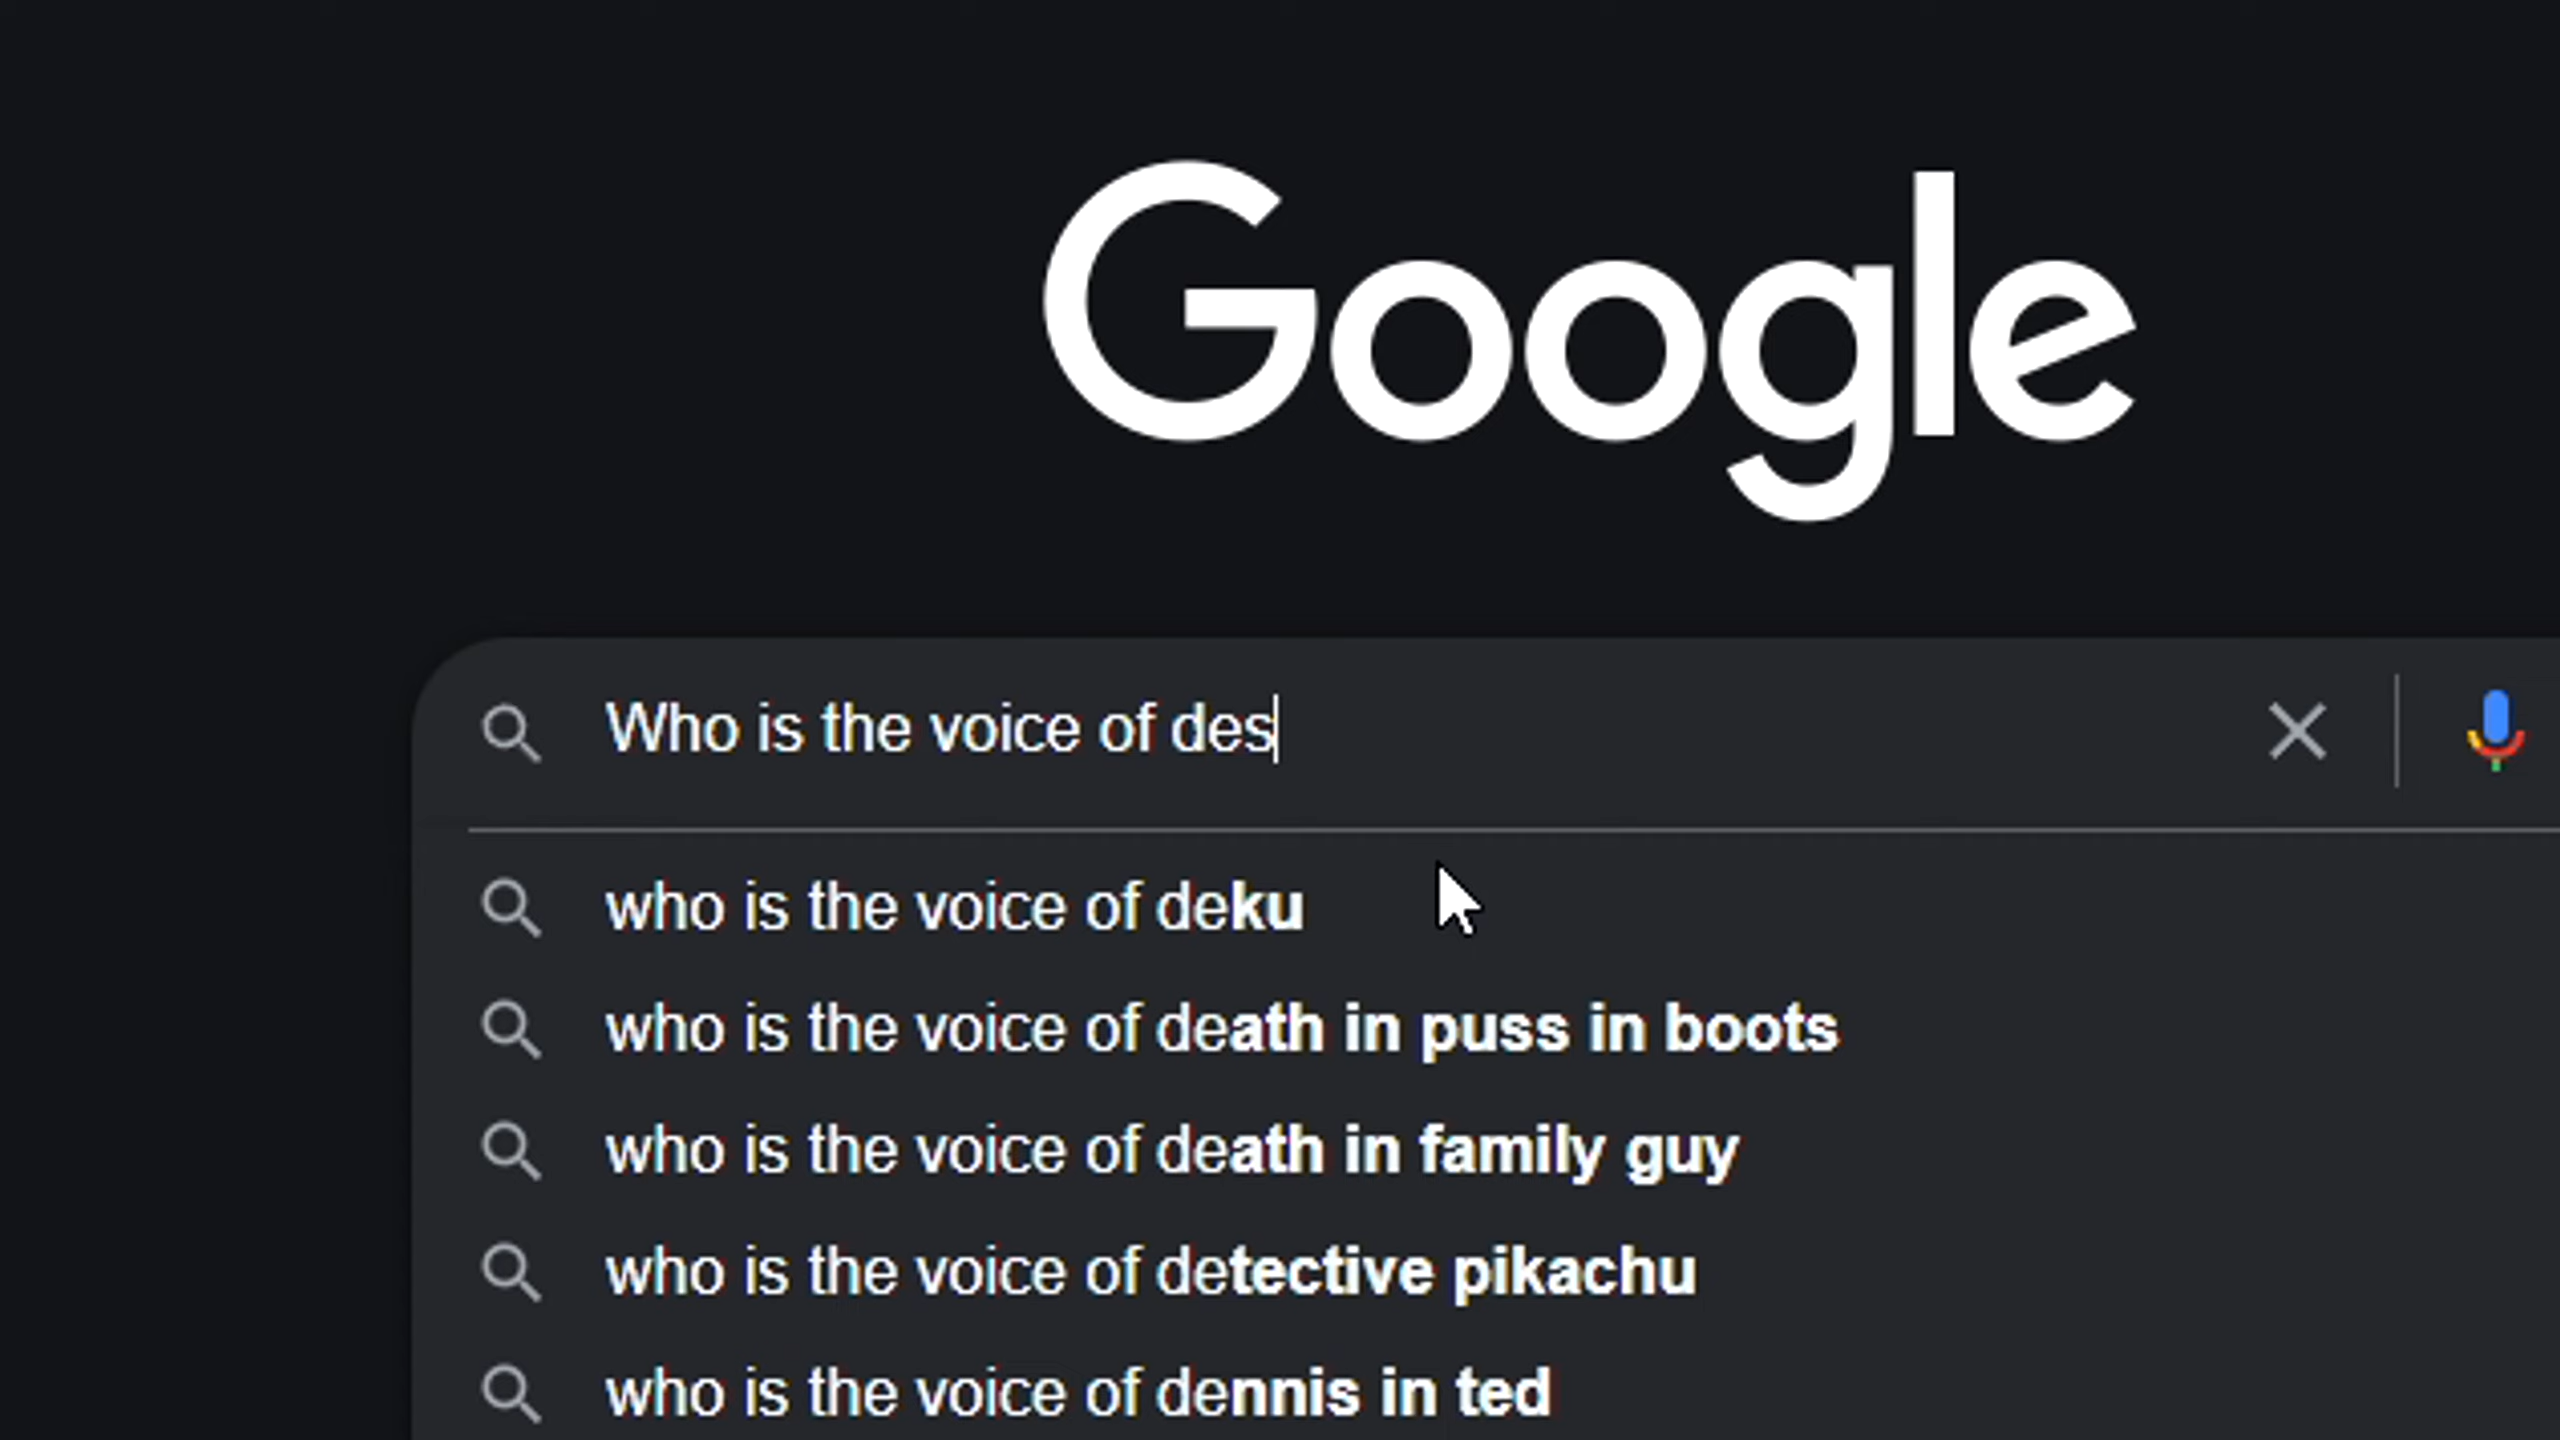 Google
Who is the voice of des
who is the voice of deku
who is the voice of death in puss in boots
who is the voice of death in family guy
who is the voice of detective pikachu
who is the voice of dennis in ted